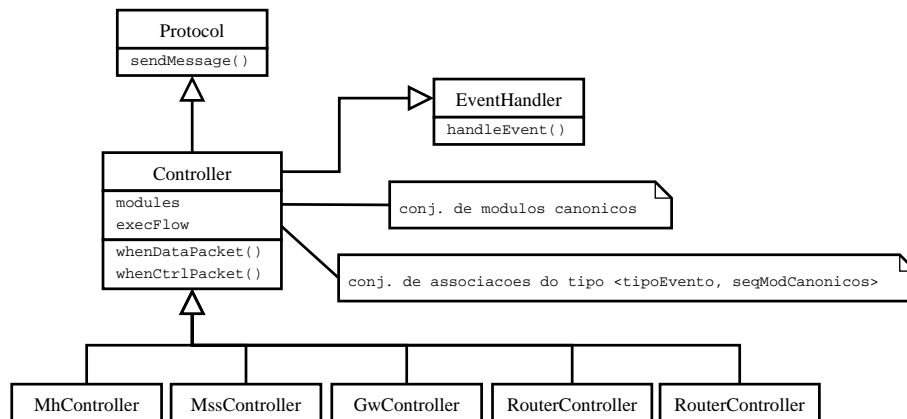 Protocol
sendMessage()
EventHandler
handleEvent()
Controller
modules
execFlow
whenDataPacket()
whenCtrlPacket()
conj. de modulos canonicos
conj. de associacoes do tipo <tipoEvento, seqModCanonicos>
MhController
MssController
GwController
RouterController
RouterController